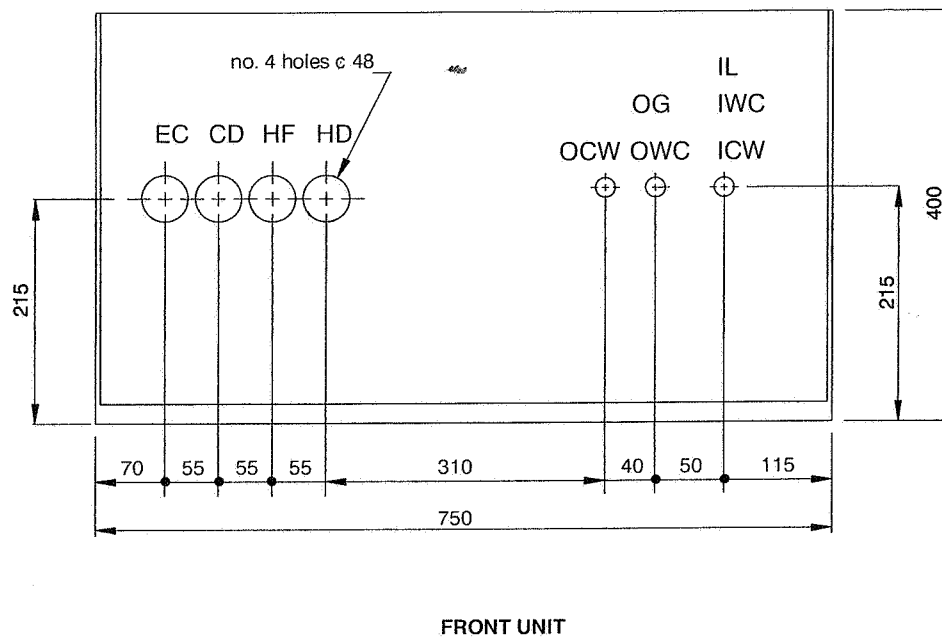 no. 4 holes ¢ 48
IL
OG IWC
EC CD HF HD
OCW OWC ICW
400
215
215
70 55 55 55 310 40 50 115
750
FRONT UNIT